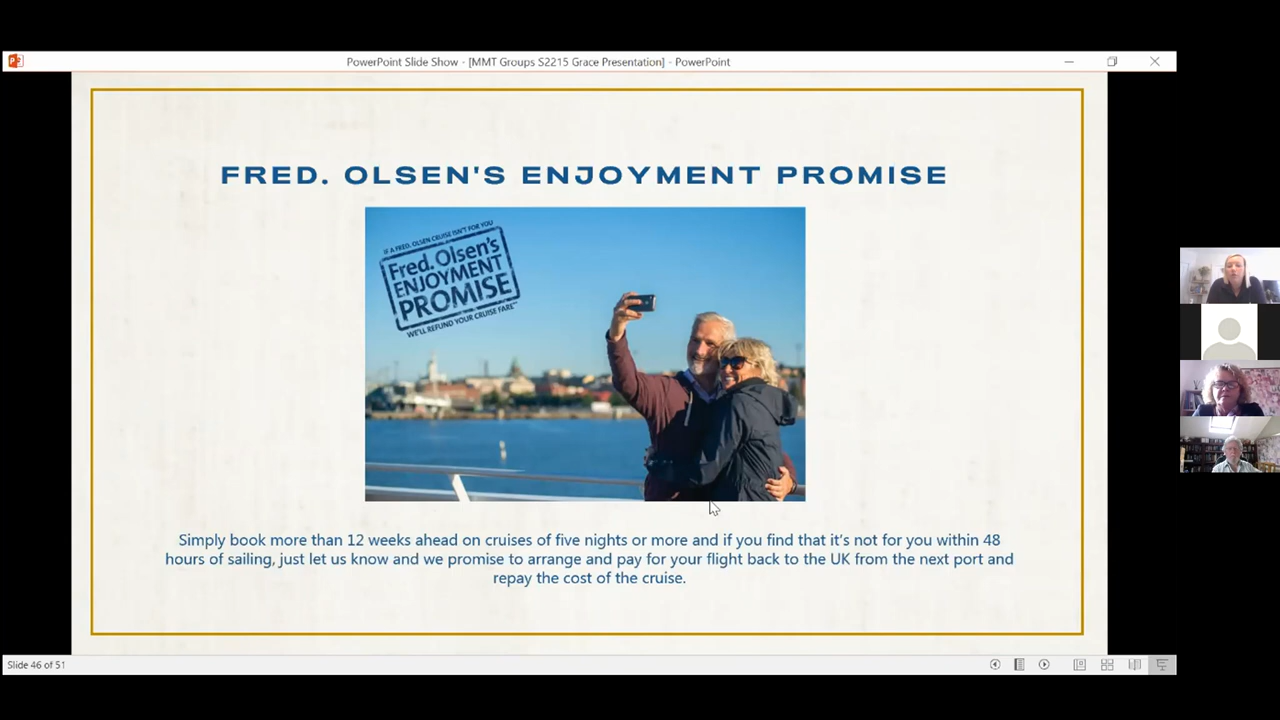 PowerPoint Slide Show - [MMT Groups S2215 Grace Presentation] - PowerPoint
FRED. OLSEN'S ENJOYMENT PROMISE
IF A FRED. OLSEN CRUISE ISN'T FOR YOU
Fred. Olsen's
ENJOYMENT
PROMISE
WE'LL REFUND YOUR CRUISE FARE
Simply book more than 12 weeks ahead on cruises of five nights or more and if you find that it's not for you within 48
hours of sailing, just let us know and we promise to arrange and pay for your flight back to the UK from the next port and
repay the cost of the cruise.
Slide 46 of 51